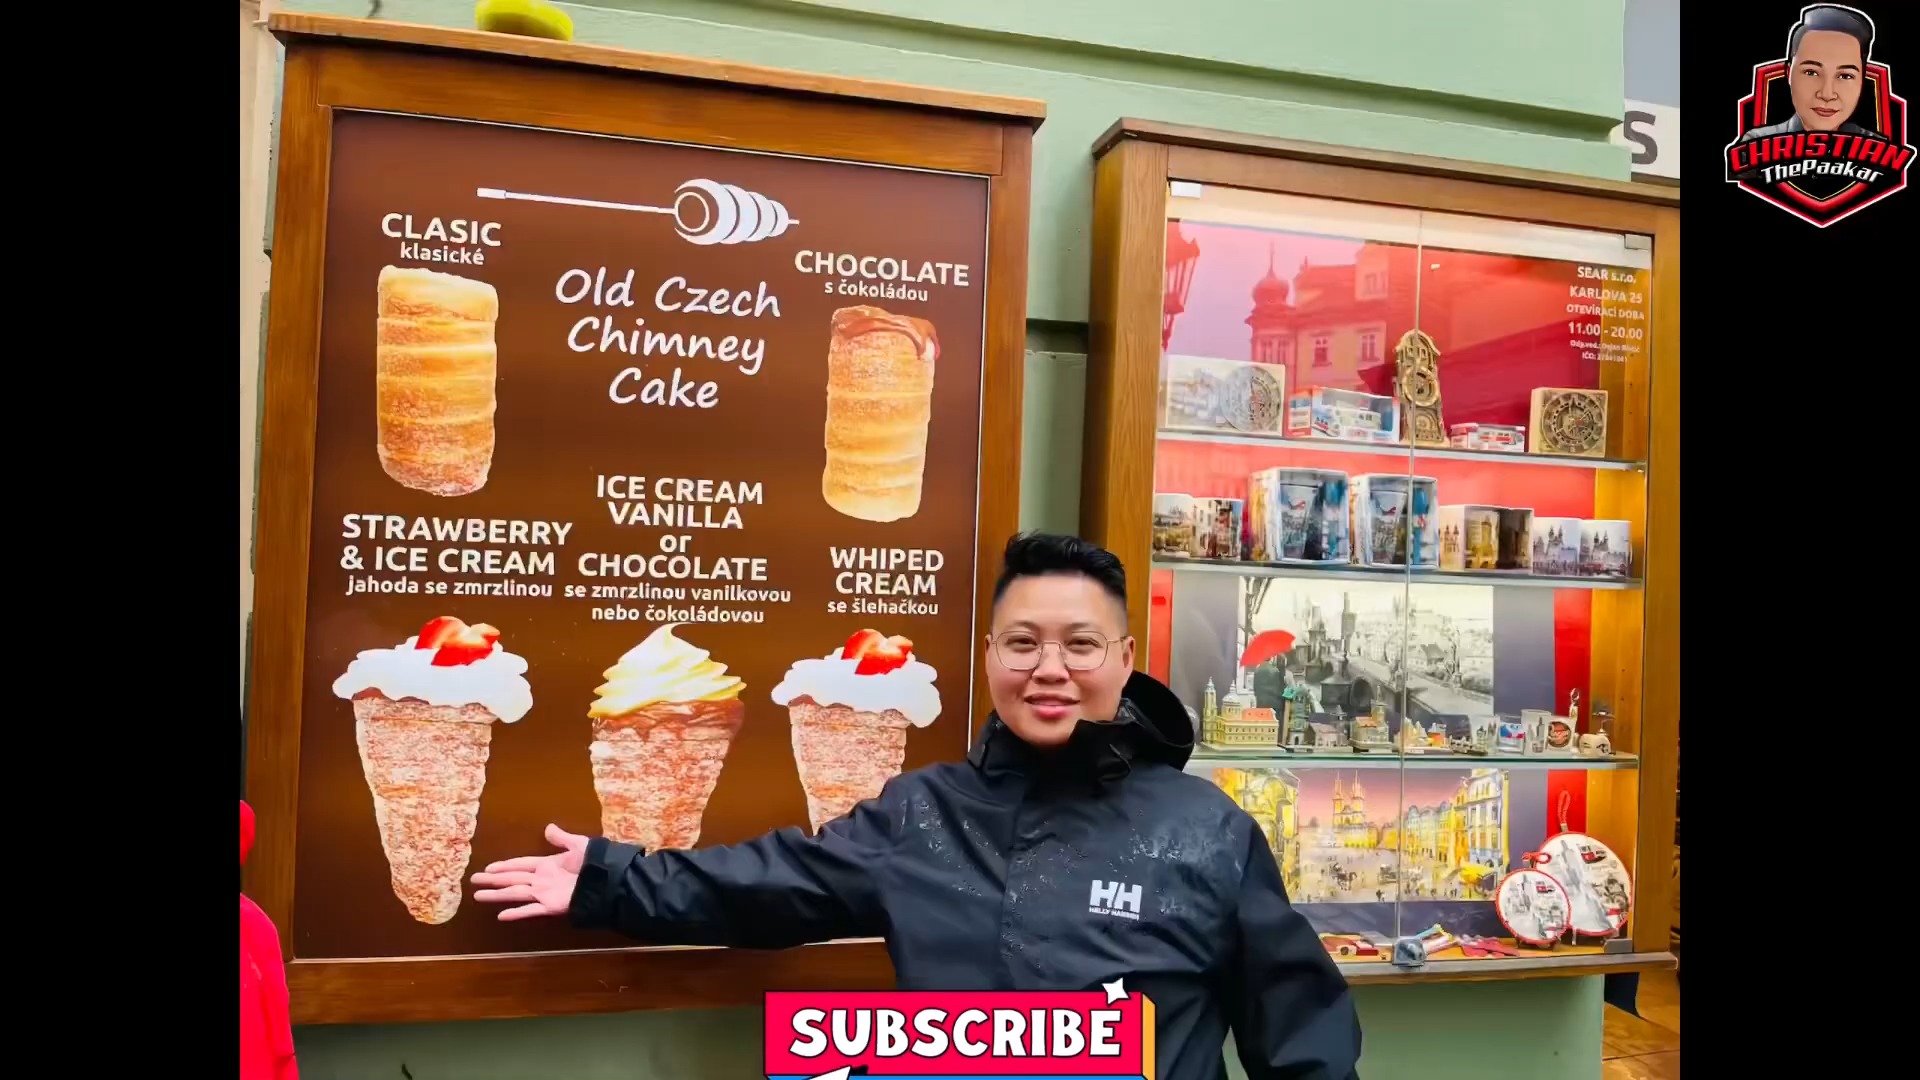 CLASIC
klasické
Old Czech
Chimney
Cake
CHOCOLATE
s čokoládou
STRAWBERRY
& ICE CREAM
jahoda se zmrzlinou
ICE CREAM
VANILLA
or
CHOCOLATE
se zmrzlinou vanilkovou
nebo čokoládovou
WHIPED
CREAM
se šlehačkou
SEAR s.r.o.
KARLOVA 25
OTEVÍRACÍ DOBA
11.00 - 20.00
S
CHRISTIAN
ThePaakar
HH
HELLY HANSEN
SUBSCRIBE